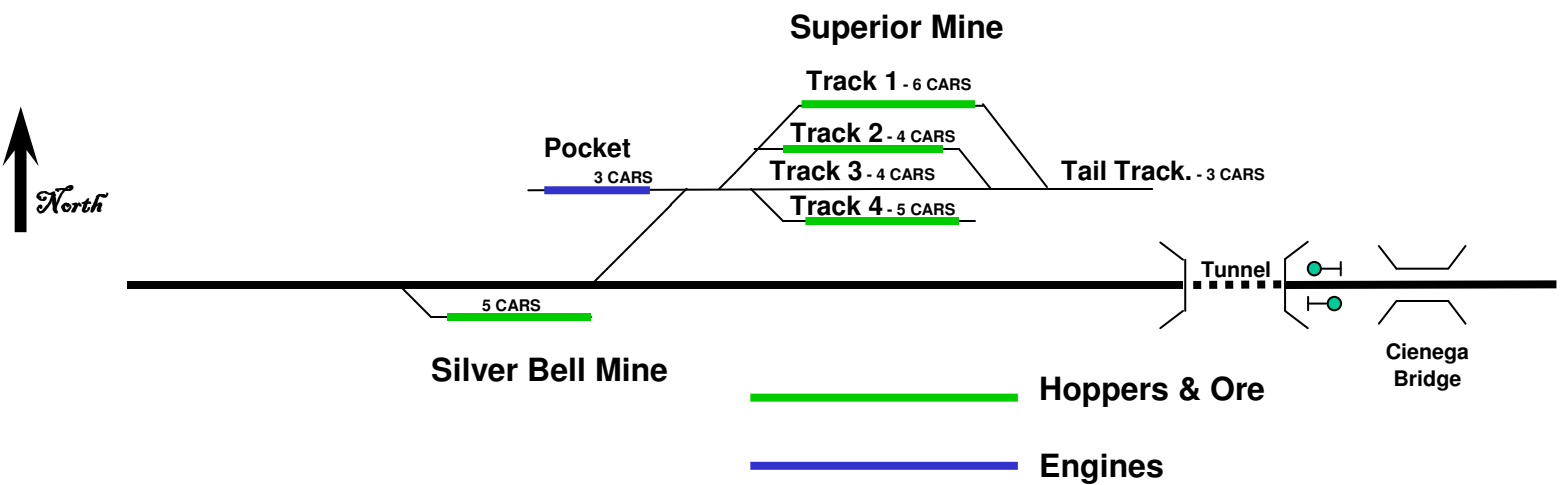 Superior Mine
Track 1 - 6 CARS
Track 2 - 4 CARS
Pocket
3 CARS
Track 3 - 4 CARS
Tail Track. - 3 CARS
North
Track 4 - 5 CARS
Tunnel
5 CARS
Cienega
Bridge
Silver Bell Mine
Hoppers & Ore
Engines